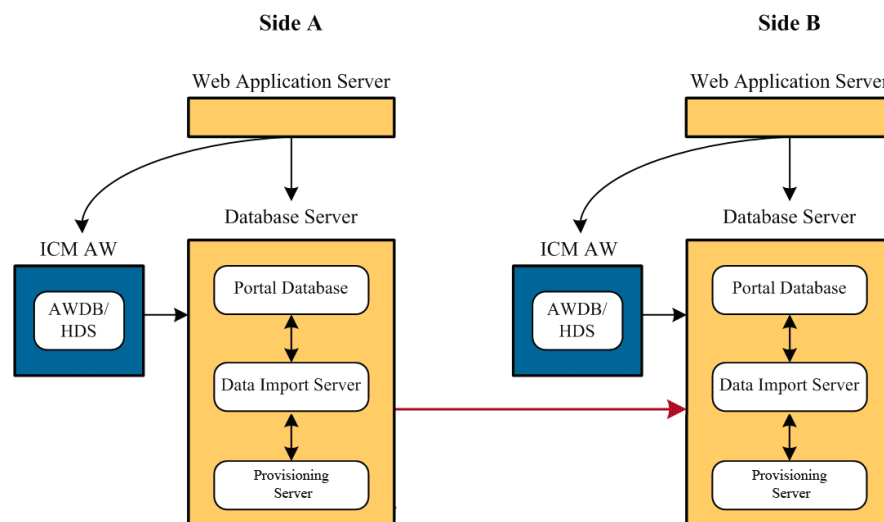 Side A
Side B
Web Application Server
Web Application Server
Database Server
Database Server
ICM AW
ICM AW
Portal Database
Portal Database
AWDB/
HDS
AWDB/
HDS
Data Import Server
Data Import Server
Provisioning
Server
Provisioning
Server